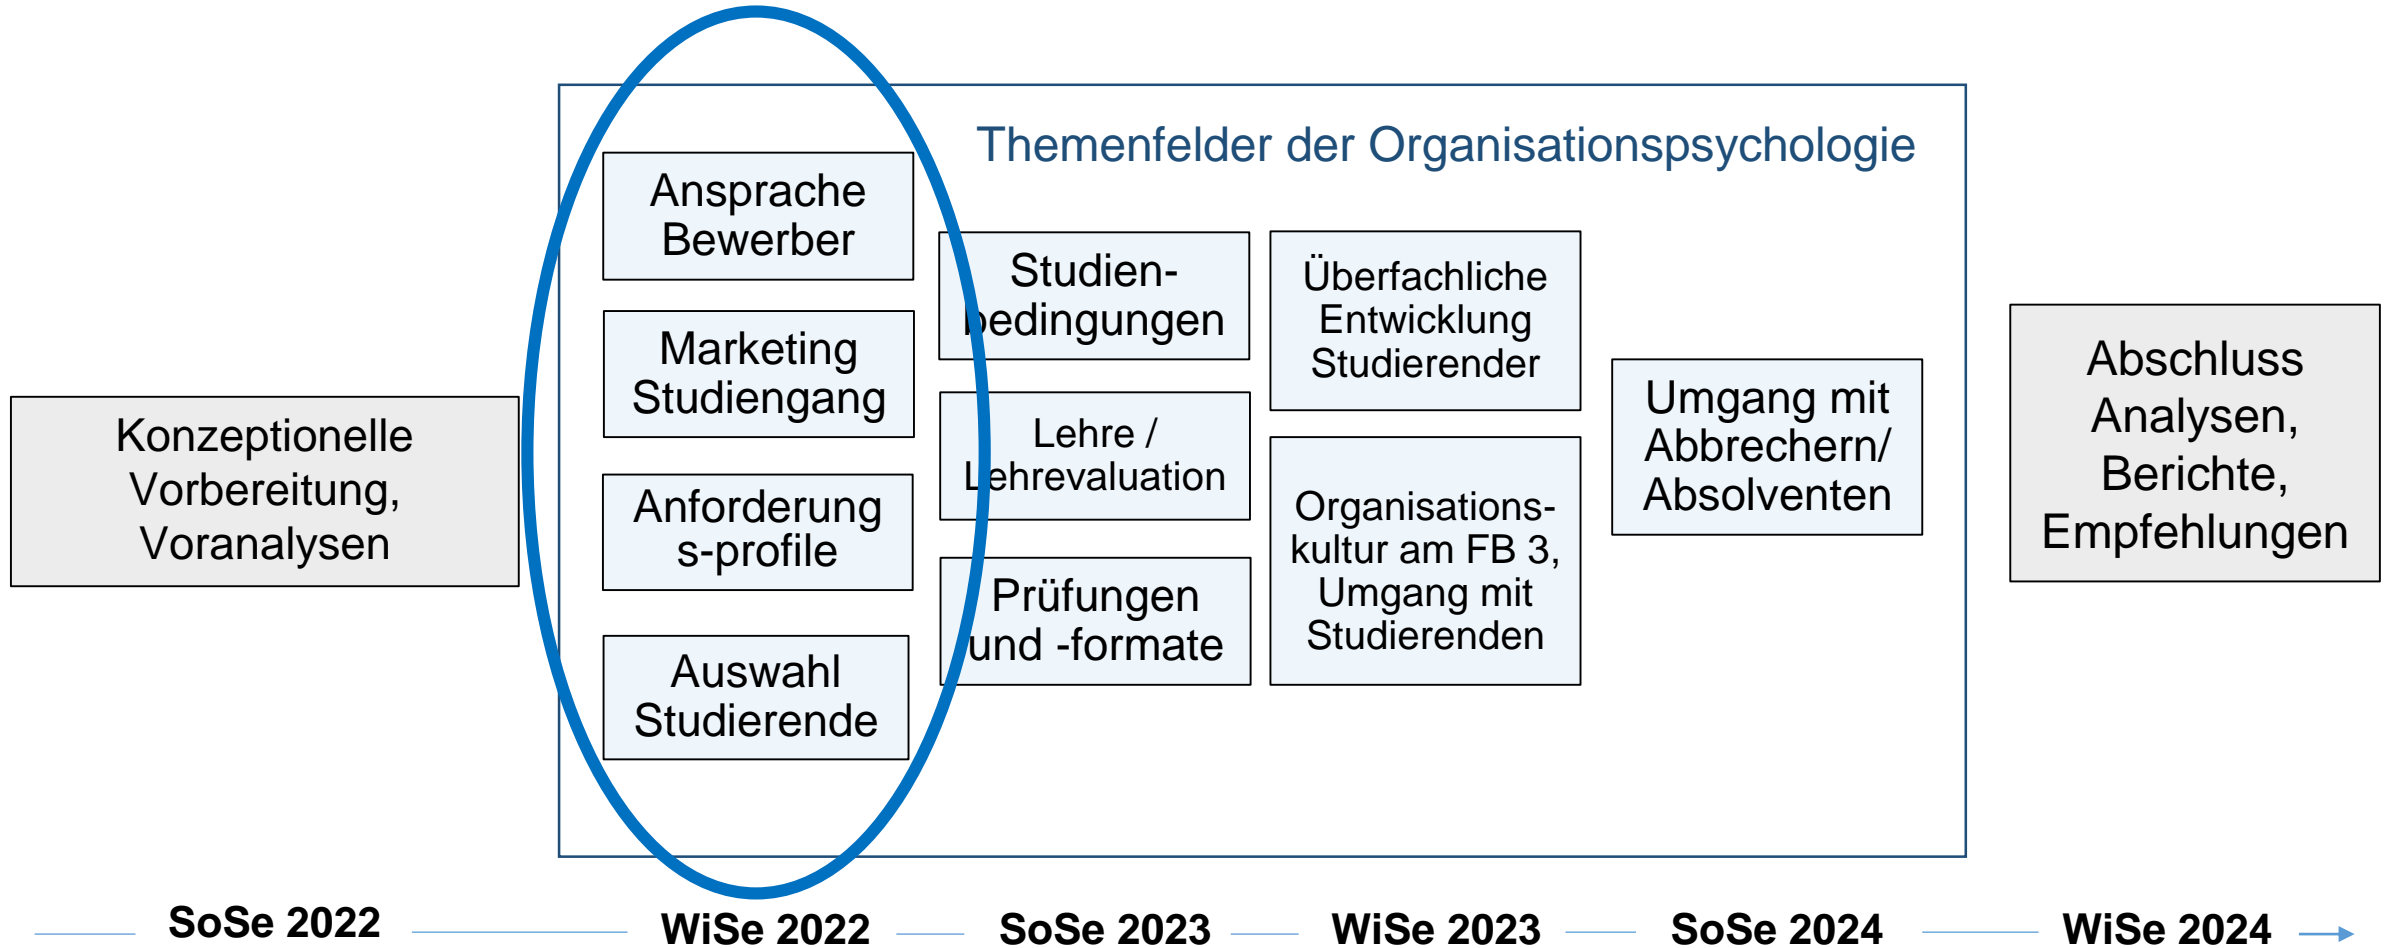 Themenfelder der Organisationspsychologie
Konzeptionelle
Vorbereitung,
Voranalysen
Ansprache
Bewerber
Marketing
Studiengang
Anforderung
s-profile
Auswahl
Studierende
Studien-
bedingungen
Lehre /
Lehrevaluation
Prüfungen
und -formate
Überfachliche
Entwicklung
Studierender
Organisations-
kultur am FB 3,
Umgang mit
Studierenden
Umgang mit
Abbrechern/
Absolventen
Abschluss
Analysen,
Berichte,
Empfehlungen
SoSe 2022
WiSe 2022
SoSe 2023
WiSe 2023
SoSe 2024
WiSe 2024